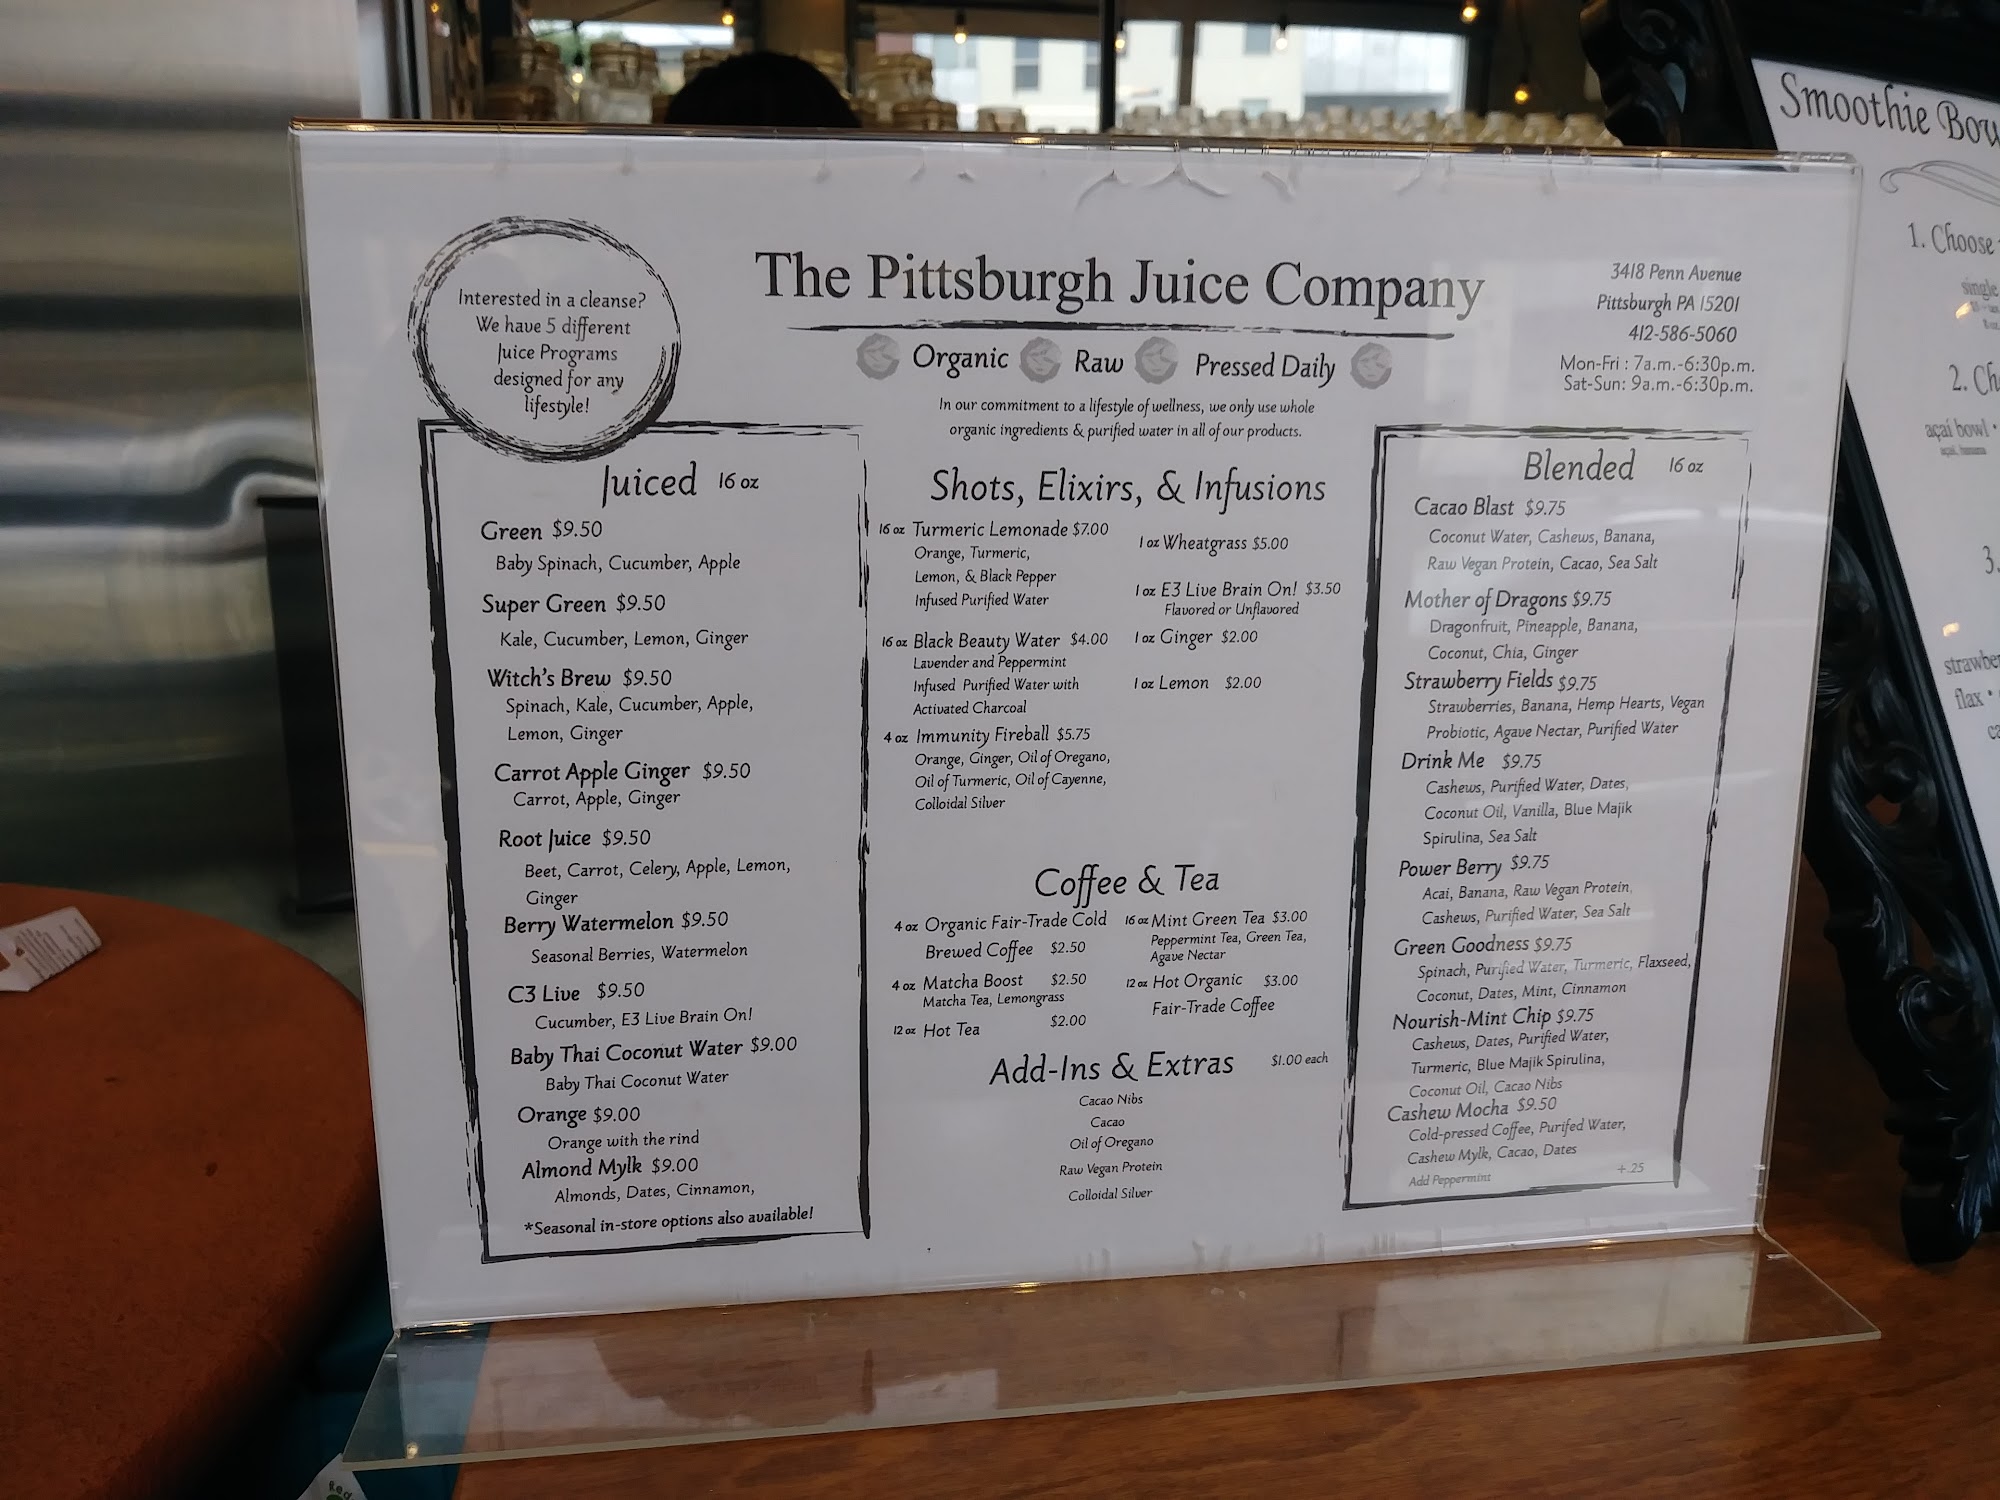 Interested in a cleanse?
We have 5 different
Juice Programs
designed for any
lifestyle!
The Pittsburgh Juice Company
Organic Raw Pressed Daily
In our commitment to a lifestyle of wellness, we only use whole
organic ingredients & purified water in all of our products.
3418 Penn Avenue
Pittsburgh PA 15201
412-586-5060
Mon-Fri : 7a.m.-6:30p.m.
Sat-Sun: 9a.m.-6:30p.m.
Juiced 16 oz
Green $9.50
Baby Spinach, Cucumber, Apple
Super Green $9.50
Kale, Cucumber, Lemon, Ginger
Witch's Brew $9.50
Spinach, Kale, Cucumber, Apple,
Lemon, Ginger
Carrot Apple Ginger $9.50
Carrot, Apple, Ginger
Root Juice $9.50
Beet, Carrot, Celery, Apple, Lemon,
Ginger
Berry Watermelon $9.50
Seasonal Berries, Watermelon
C3 Live $9.50
Cucumber, E3 Live Brain On!
Baby Thai Coconut Water $9.00
Baby Thai Coconut Water
Orange $9.00
Orange with the rind
Almond Mylk $9.00
Almonds, Dates, Cinnamon,
*Seasonal in-store options also available!
Shots, Elixirs, & Infusions
16 oz Turmeric Lemonade $7.00
Orange, Turmeric,
Lemon, & Black Pepper
Infused Purified Water
16 oz Black Beauty Water $4.00
Lavender and Peppermint
Infused Purified Water with
Activated Charcoal
4 oz Immunity Fireball $5.75
Orange, Ginger, Oil of Oregano,
Oil of Turmeric, Oil of Cayenne,
Colloidal Silver
1 oz Wheatgrass $5.00
1 oz E3 Live Brain On! $3.50
Flavored or Unflavored
1 oz Ginger $2.00
1 oz Lemon $2.00
Coffee & Tea
4 oz Organic Fair-Trade Cold
Brewed Coffee $2.50
4 oz Matcha Boost $2.50
Matcha Tea, Lemongrass
12 oz Hot Tea $2.00
16 oz Mint Green Tea $3.00
Peppermint Tea, Green Tea,
Agave Nectar
12 oz Hot Organic $3.00
Fair-Trade Coffee
Add-Ins & Extras $1.00 each
Cacao Nibs
Cacao
Oil of Oregano
Raw Vegan Protein
Colloidal Silver
Blended 16 oz
Cacao Blast $9.75
Coconut Water, Cashews, Banana,
Raw Vegan Protein, Cacao, Sea Salt
Mother of Dragons $9.75
Dragonfruit, Pineapple, Banana,
Coconut, Chia, Ginger
Strawberry Fields $9.75
Strawberries, Banana, Hemp Hearts, Vegan
Probiotic, Agave Nectar, Purified Water
Drink Me $9.75
Cashews, Purified Water, Dates,
Coconut Oil, Vanilla, Blue Majik
Spirulina, Sea Salt
Power Berry $9.75
Acai, Banana, Raw Vegan Protein,
Cashews, Purified Water, Sea Salt
Green Goodness $9.75
Spinach, Purified Water, Turmeric, Flaxseed,
Coconut, Dates, Mint, Cinnamon
Nourish-Mint Chip $9.75
Cashews, Dates, Purified Water,
Turmeric, Blue Majik Spirulina,
Coconut Oil, Cacao Nibs
Cashew Mocha $9.50
Cold-pressed Coffee, Purifed Water,
Cashew Mylk, Cacao, Dates
Add Peppermint +.25
Smoothie
1. Choose
single
2.
açaí bowl •
3.
flax •